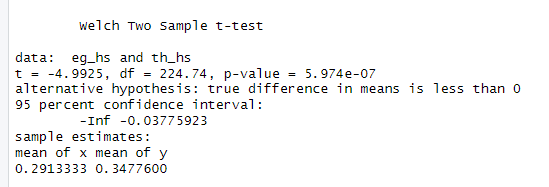 Welch Two Sample t-test
data:  eg_hs and th_hs
t = -4.9925, df = 224.74, p-value = 5.974e-07
alternative hypothesis: true difference in means is less than 0
95 percent confidence interval:
-Inf -0.03775923
sample estimates:
mean of x mean of y
0.2913333 0.3477600